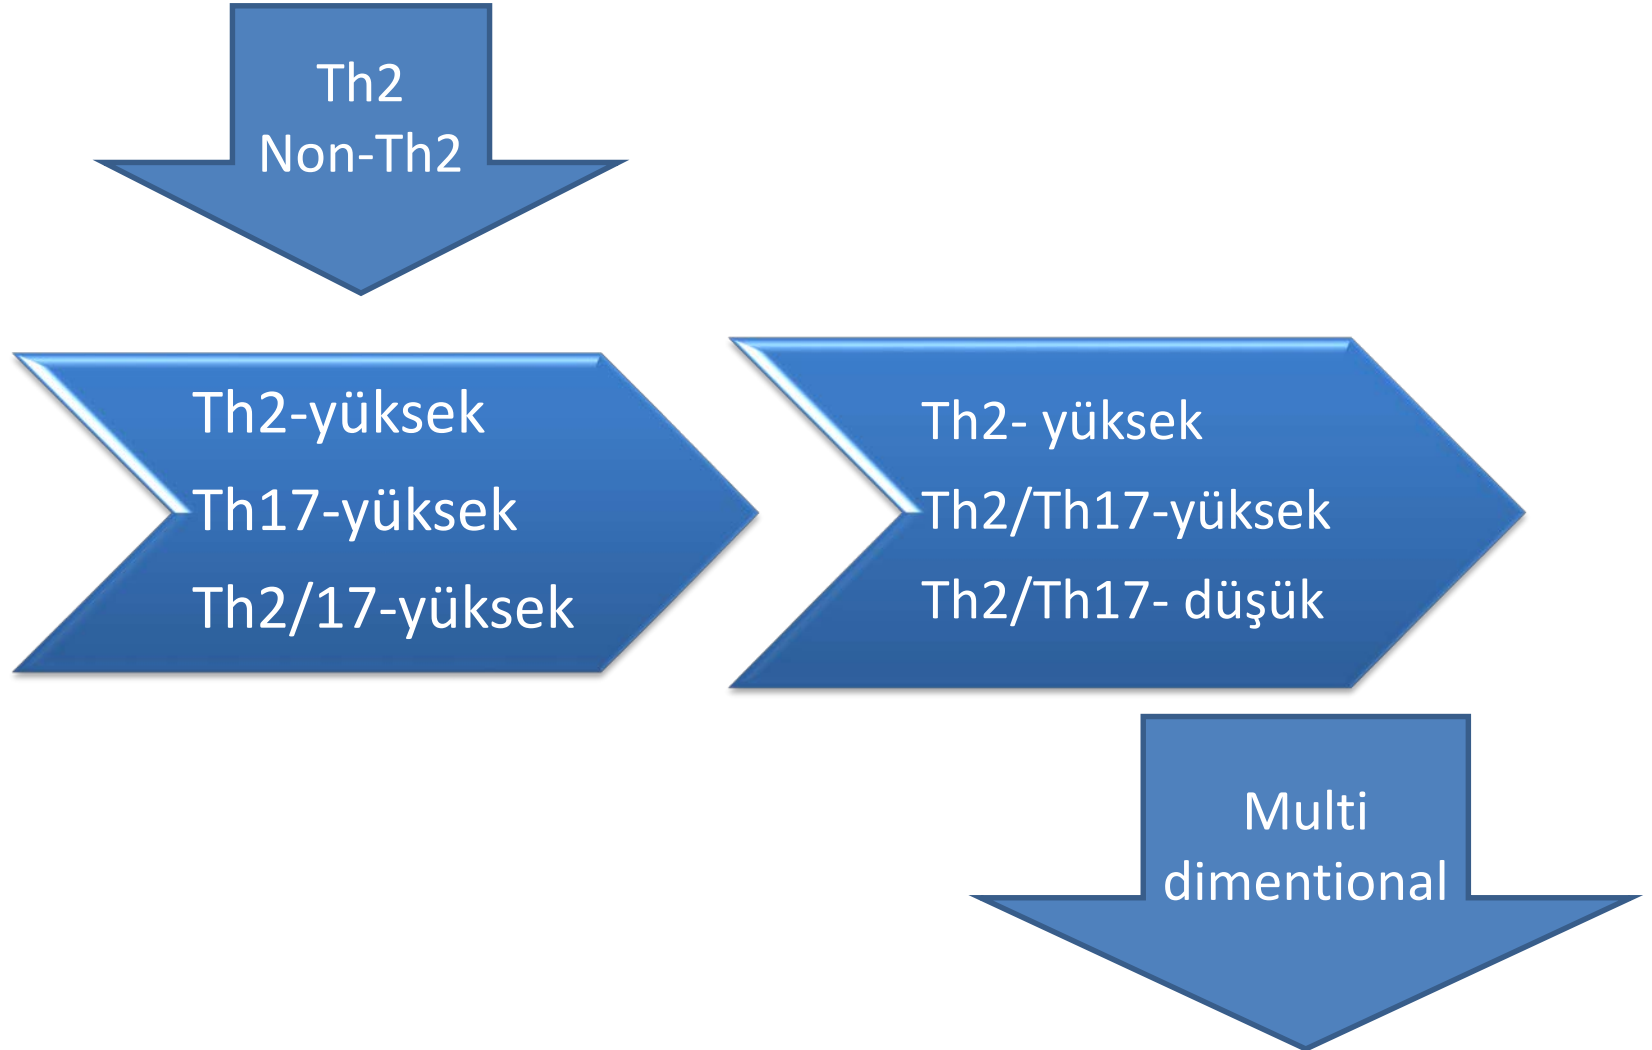 Th2
Non-Th2
Th2-yüksek
Th17-yüksek
Th2/17-yüksek
Th2- yüksek
Th2/Th17-yüksek
Th2/Th17- düşük
Multi
dimentional